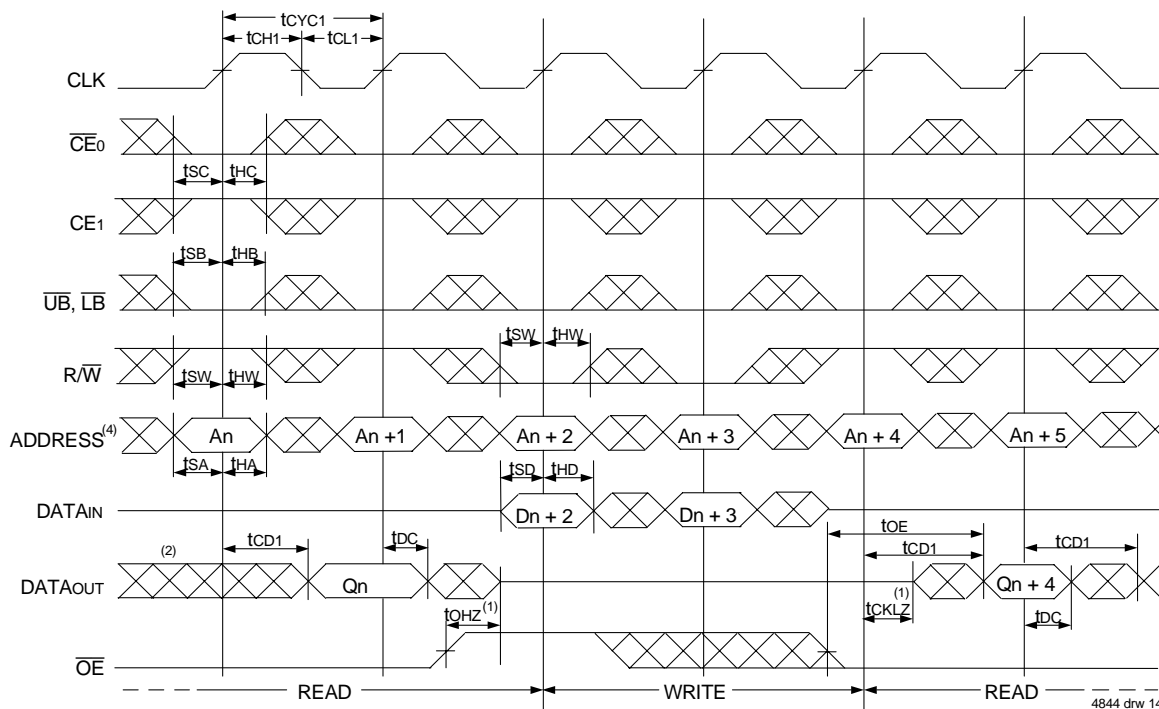 tCYC1
tCH1 tCL1
CLK
CE0
tSC tHC
CE1
tSB tHB
UB, LB
tSW tHW
R/W
tSW tHW
ADDRESS(4) An An +1 An + 2 An + 3 An + 4 An + 5
tSA tHA
tSD tHD
DATAIN Dn + 2 Dn + 3
tOE
(2) tCD1 tDC tCD1 tCD1
DATAOUT Qn Qn + 4
tOHZ(1) tCKLZ(1) tDC
OE
READ WRITE READ
4844 drw 14